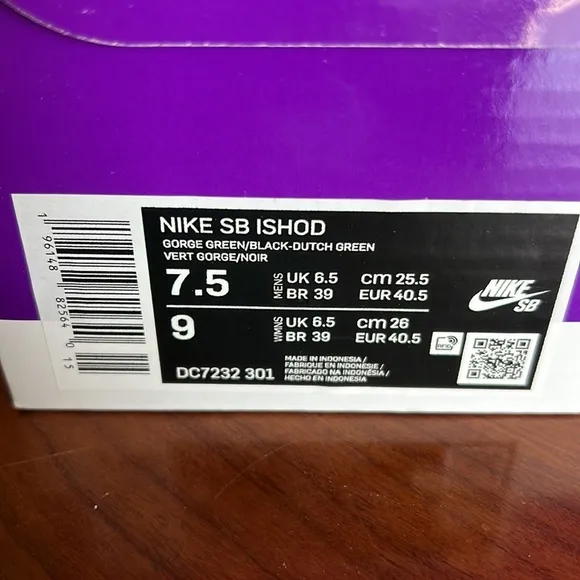 NIKE SB ISHOD
GORGE GREEN/BLACK-DUTCH GREEN
VERT GORGE/NOIR
7.5 MENS UK 6.5 CM 25.5
BR 39 EUR 40.5
9 WMNS UK 6.5 CM 26
BR 39 EUR 40.5
DC7232 301
MADE IN INDONESIA /
FABRIQUE EN INDONESIE /
FABRICADO NA INDONÉSIA /
HECHO EN INDONESIA
NIKE
SB
RFID
1 96148 82564 0 15